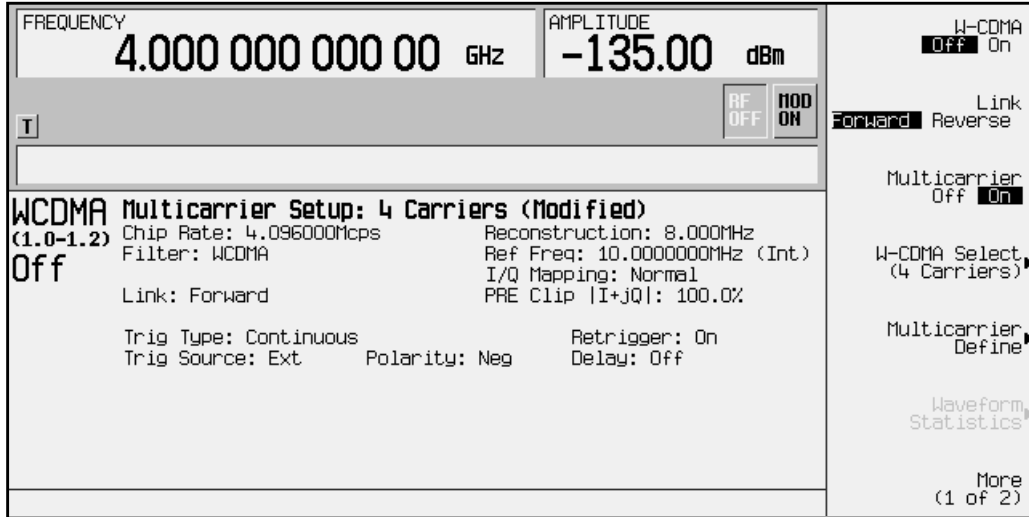 FREQUENCY
4.000 000 000 00 GHz
AMPLITUDE
-135.00 dBm
T
RF OFF
MOD ON
WCDMA
(1.0-1.2)
Off
Multicarrier Setup: 4 Carriers (Modified)
Chip Rate: 4.096000Mcps Reconstruction: 8.000MHz
Filter: WCDMA Ref Freq: 10.0000000MHz (Int)
I/Q Mapping: Normal
Link: Forward PRE Clip |I+jQ|: 100.0%
Trig Type: Continuous Retrigger: On
Trig Source: Ext Polarity: Neg Delay: Off
W-CDMA
Off On
Link
Forward Reverse
Multicarrier
Off On
W-CDMA Select
(4 Carriers)
Multicarrier
Define
Waveform
Statistics
More
(1 of 2)